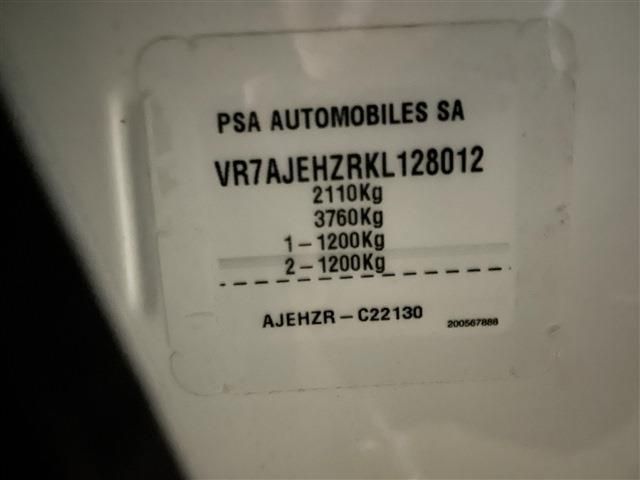 PSA AUTOMOBILES SA
VR7AJEHZRKL128012
2110Kg
3760Kg
1-1200Kg
2-1200Kg
AJEHZR-C22130
200567888